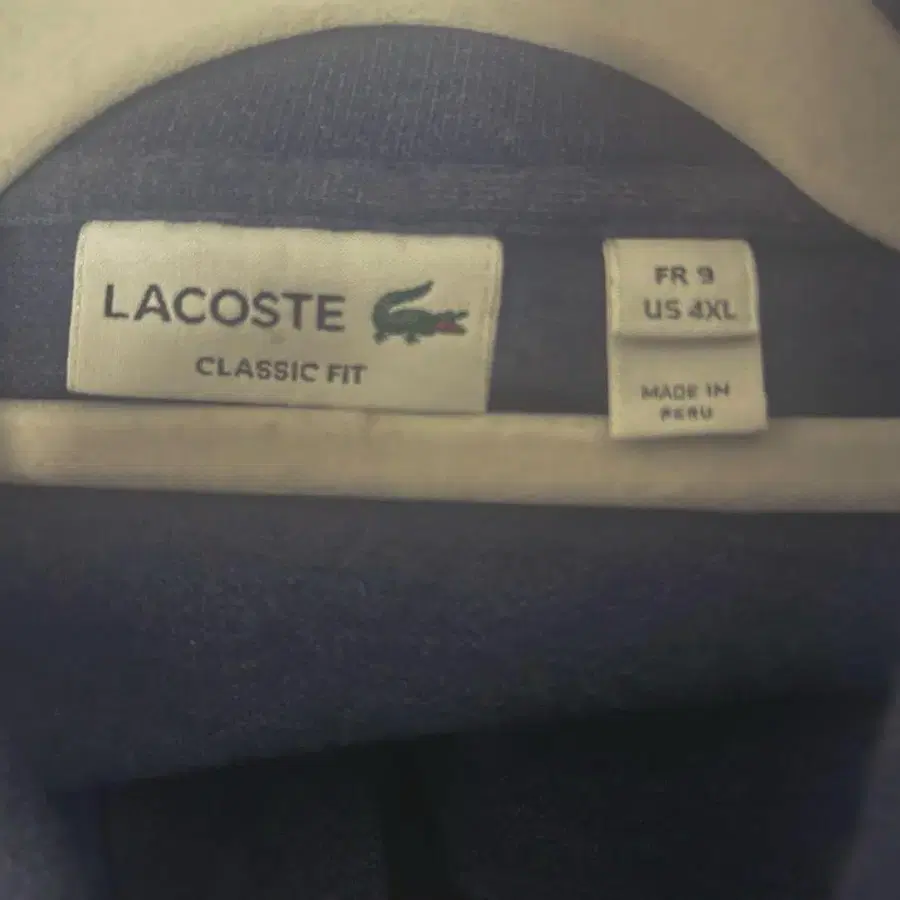 LACOSTE
CLASSIC FIT
FR 9
US 4XL
MADE IN
PERU